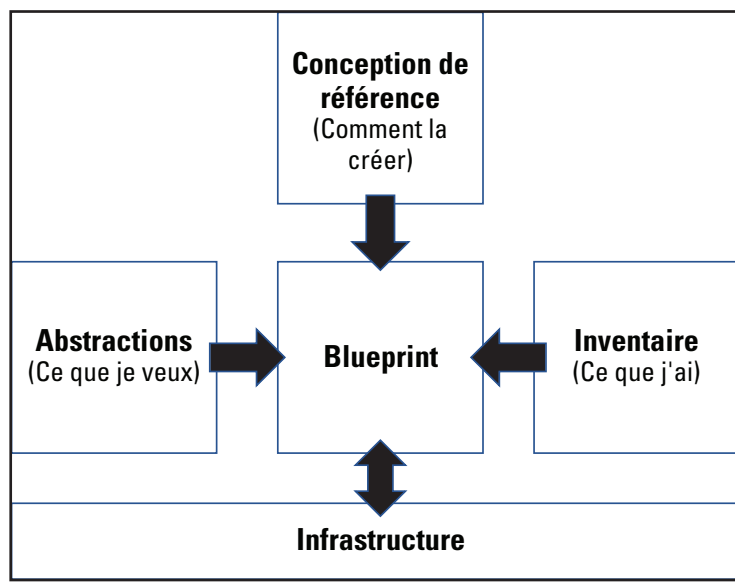 Conception de
référence
(Comment la
créer)
Abstractions
(Ce que je veux)
Blueprint
Inventaire
(Ce que j'ai)
Infrastructure